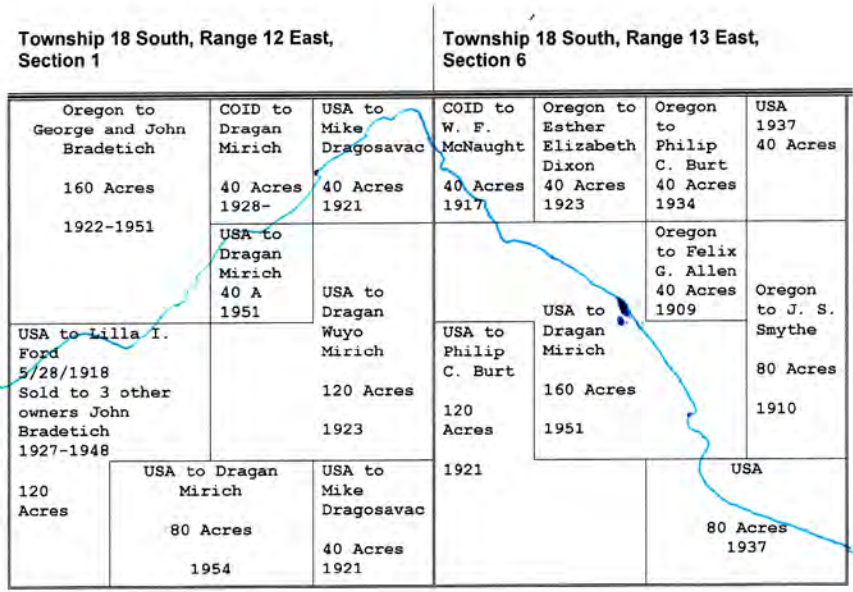 Township 18 South, Range 12 East,
Section 1
Township 18 South, Range 13 East,
Section 6
Oregon to
George and John
Bradetich
160 Acres
1922-1951
COID to
Dragan
Mirich
40 Acres
1928-
USA to
Mike
Dragosavac
40 Acres
1921
COID to
W. F.
McNaught
40 Acres
1917
Oregon to
Esther
Elizabeth
Dixon
40 Acres
1923
Oregon
to
Philip
C. Burt
40 Acres
1934
USA
1937
40 Acres
USA to
Dragan
Mirich
40 A
1951
USA to
Dragan
Wuyo
Mirich
120 Acres
1923
Oregon
to Felix
G. Allen
40 Acres
1909
USA to Lilla I.
Ford
5/28/1918
Sold to 3 other
owners John
Bradetich
1927-1948
120
Acres
USA to
Philip
C. Burt
120
Acres
1921
USA to
Dragan
Mirich
160 Acres
1951
Oregon
to J. S.
Smythe
80 Acres
1910
USA to Dragan
Mirich
80 Acres
1954
USA to
Mike
Dragosavac
40 Acres
1921
USA
80 Acres
1937